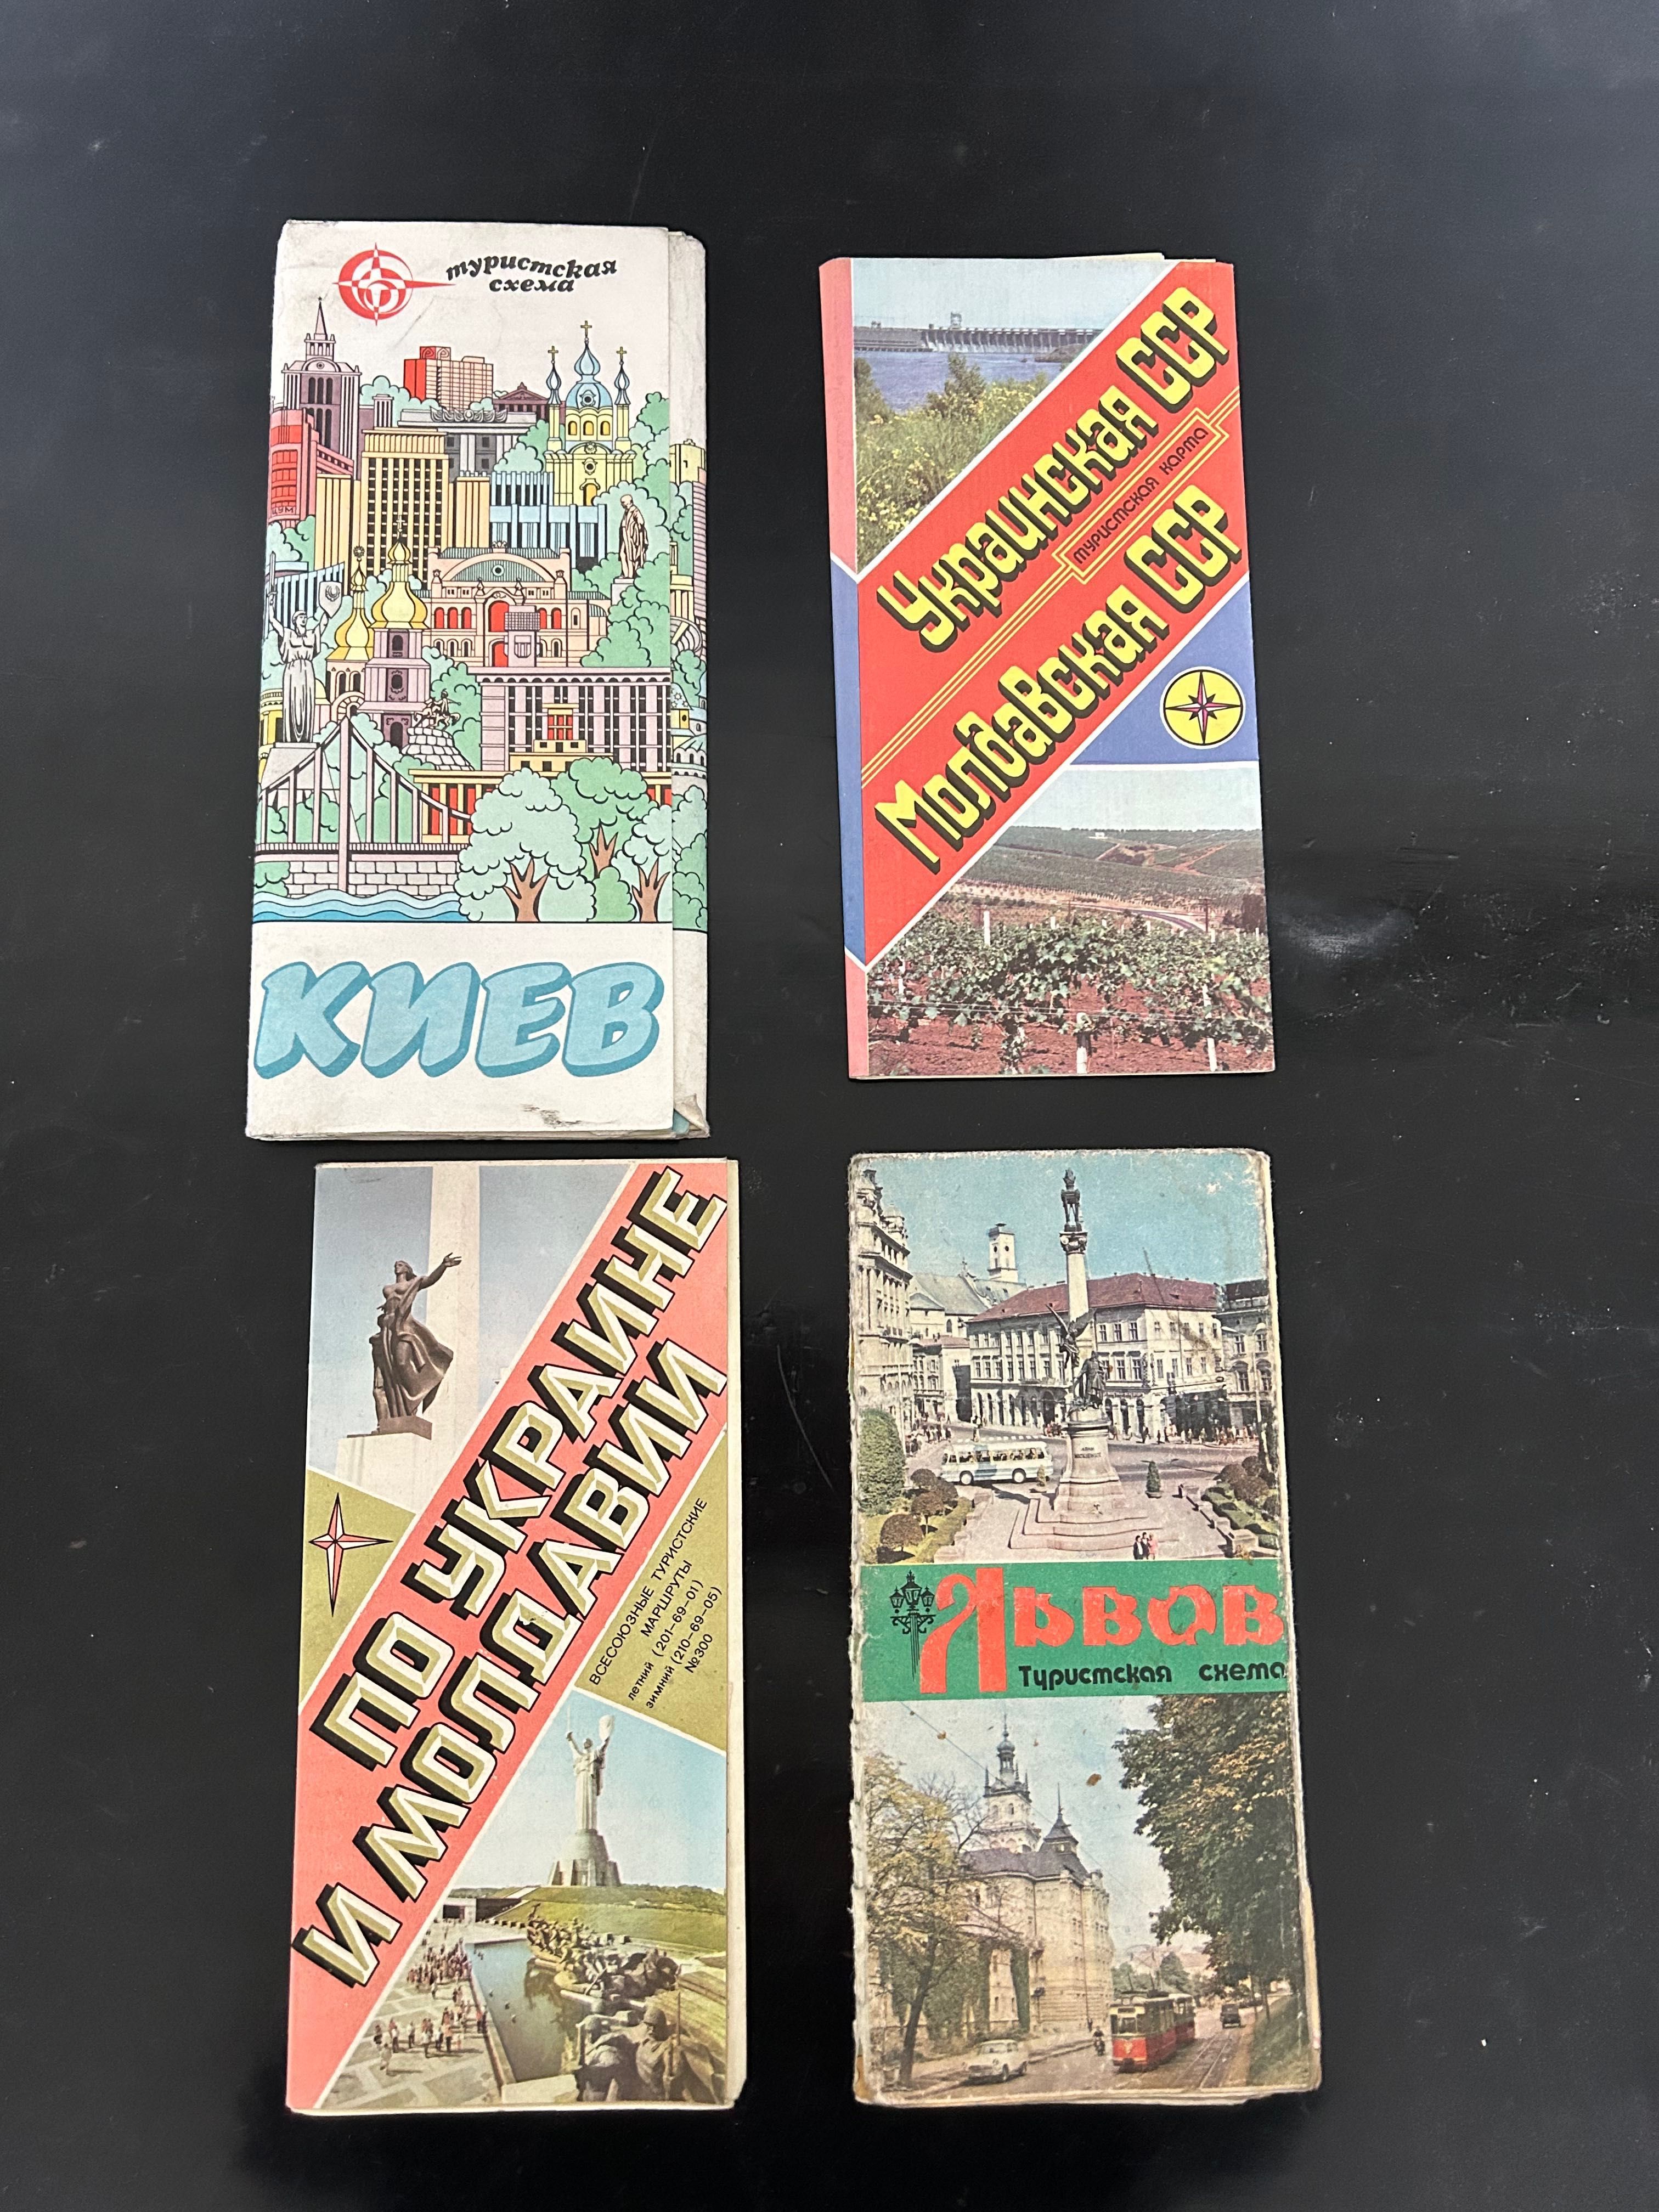 туристская
схема
ЦУМ
КИЕВ
Украинская ССР
туристская карта
Молдавская ССР
ПО УКРАИНЕ
И МОЛДАВИИ
ВСЕСОЮЗНЫЕ ТУРИСТСКИЕ
МАРШРУТЫ
летний (201-69-01)
зимний (210-69-05)
№300
Львов
Туристская схема